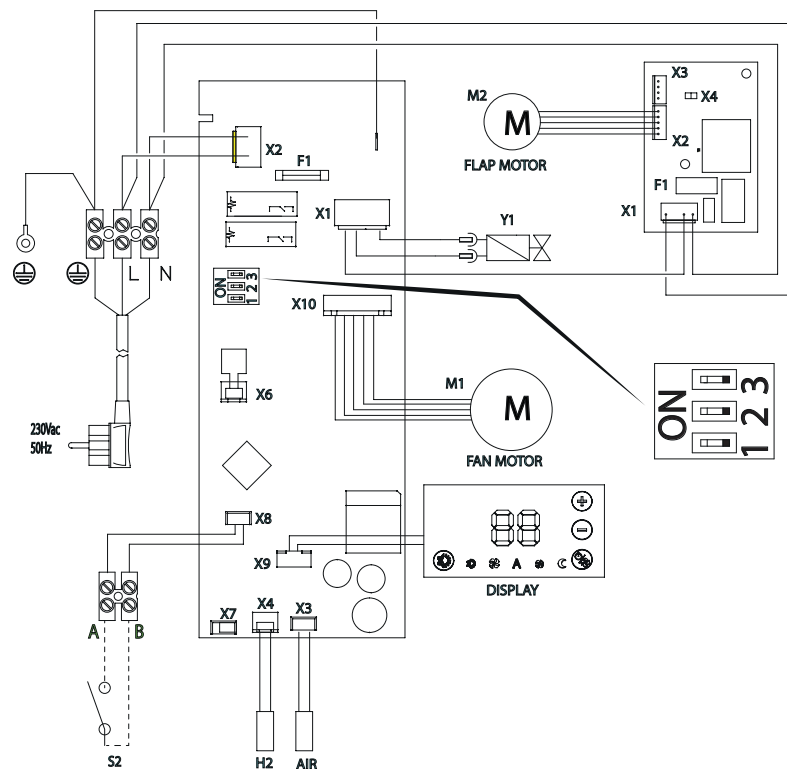 M2
M
FLAP MOTOR
X3
X4
X2
F1
X1
X2
F1
X1
Y1
L
N
ON
1 2 3
X10
X6
M1
M
FAN MOTOR
ON
1 2 3
230Vac
50Hz
X8
X9
88
A
DISPLAY
A
B
X7
X4
X3
S2
H2
AIR